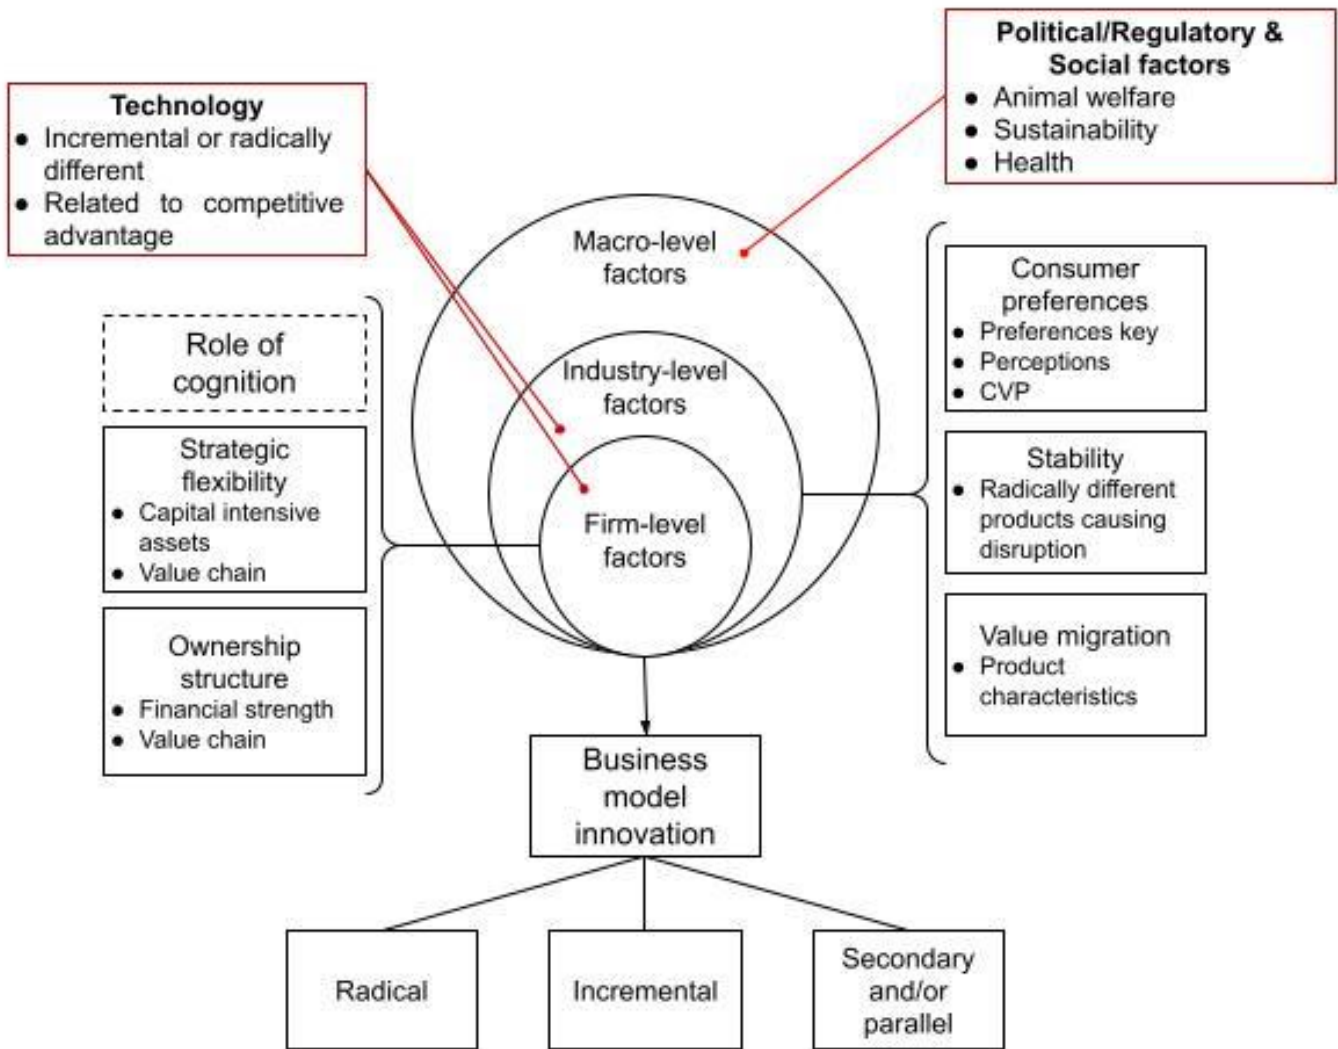 Political/Regulatory &
Social factors
● Animal welfare
● Sustainability
● Health
Technology
● Incremental or radically
different
● Related to competitive
advantage
Macro-level
factors
Industry-level
factors
Firm-level
factors
Role of
cognition
Strategic
flexibility
● Capital intensive
assets
● Value chain
Ownership
structure
● Financial strength
● Value chain
Consumer
preferences
● Preferences key
● Perceptions
● CVP
Stability
● Radically different
products causing
disruption
Value migration
● Product
characteristics
Business
model
innovation
Radical
Incremental
Secondary
and/or
parallel